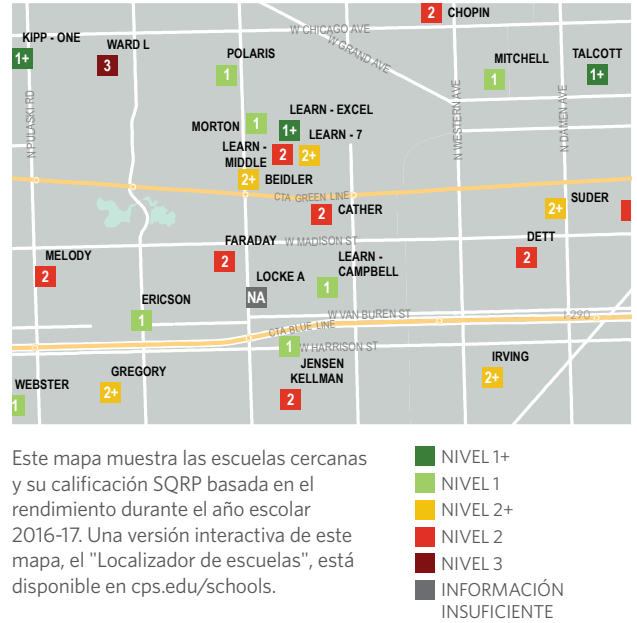 2 CHOPIN
W CHICAGO AVE
KIPP - ONE
WARD L
POLARIS
W GRAND AVE
MITCHELL
TALCOTT
1+
3
1
1
1+
N PULASKI RD
N WESTERN AVE
N DAMEN AVE
LEARN - EXCEL
MORTON 1
1+ LEARN - 7
LEARN -
MIDDLE
2
2+
2+ BEIDLER
CTA GREEN LINE
SUDER
2+
2 CATHER
W MADISON ST
DETT
2
MELODY
2
FARADAY
2
LOCKE A
NA
LEARN -
CAMPBELL
1
ERICSON
1
W VAN BUREN ST
I-290
CTA BLUE LINE
1
W HARRISON ST
JENSEN
KELLMAN
2
IRVING
2+
GREGORY
2+
WEBSTER
1
Este mapa muestra las escuelas cercanas
y su calificación SQRP basada en el
rendimiento durante el año escolar
2016-17. Una versión interactiva de este
mapa, el "Localizador de escuelas", está
disponible en cps.edu/schools.
NIVEL 1+
NIVEL 1
NIVEL 2+
NIVEL 2
NIVEL 3
INFORMACIÓN
INSUFICIENTE